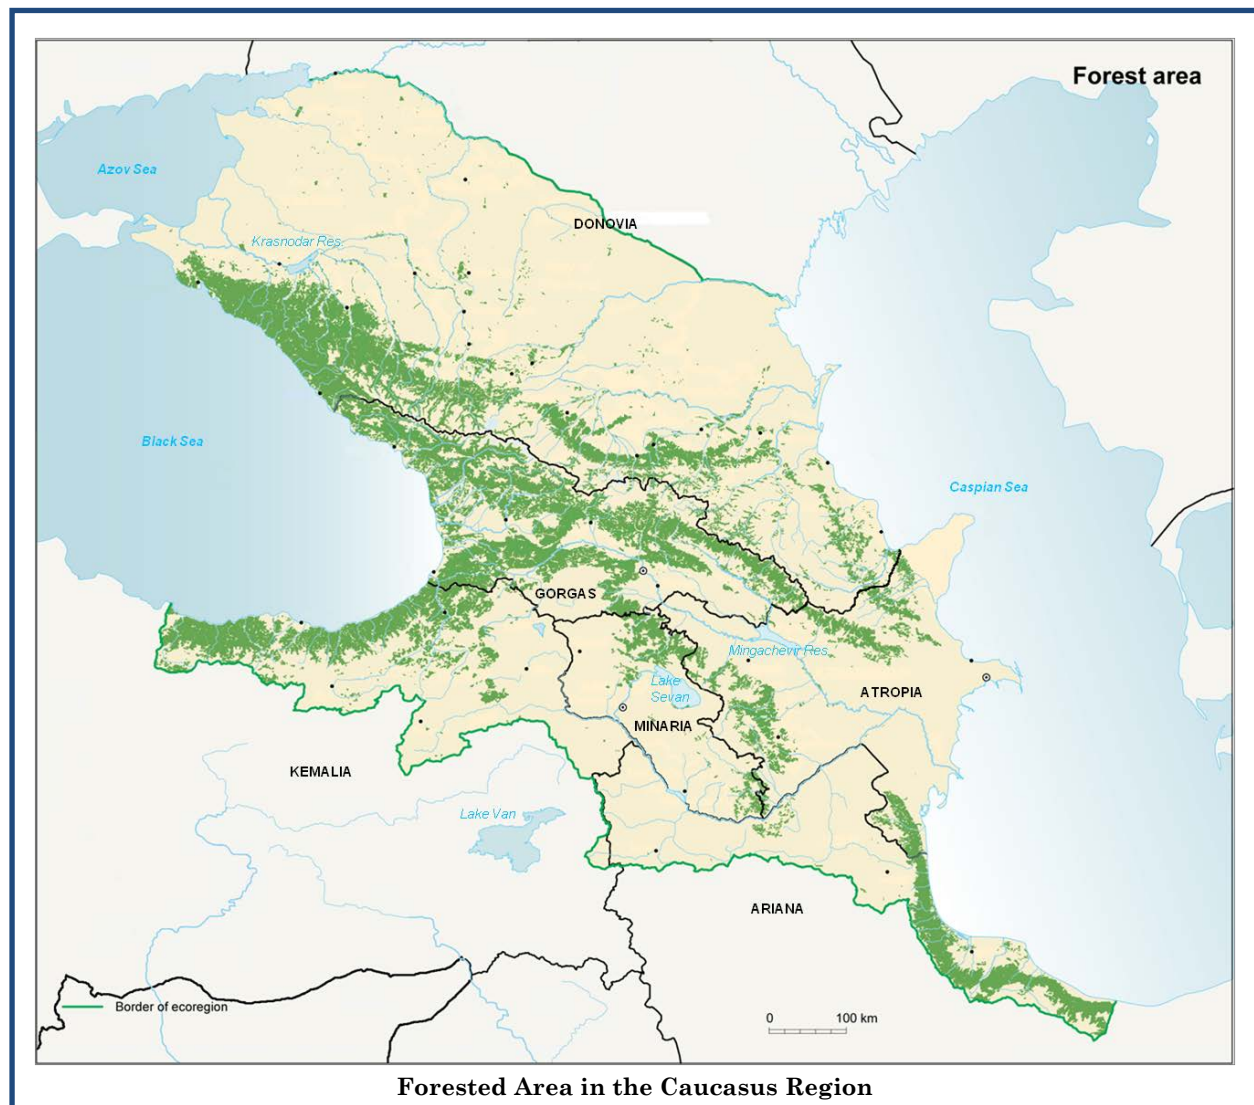 Forest area
Azov Sea
DONOVIA
Krasnodar Res.
Black Sea
Caspian Sea
GORGAS
Mingachevir Res.
Lake
Sevan
ATROPIA
MINARIA
KEMALIA
Lake Van
ARIANA
Border of ecoregion
0 100 km
Forested Area in the Caucasus Region